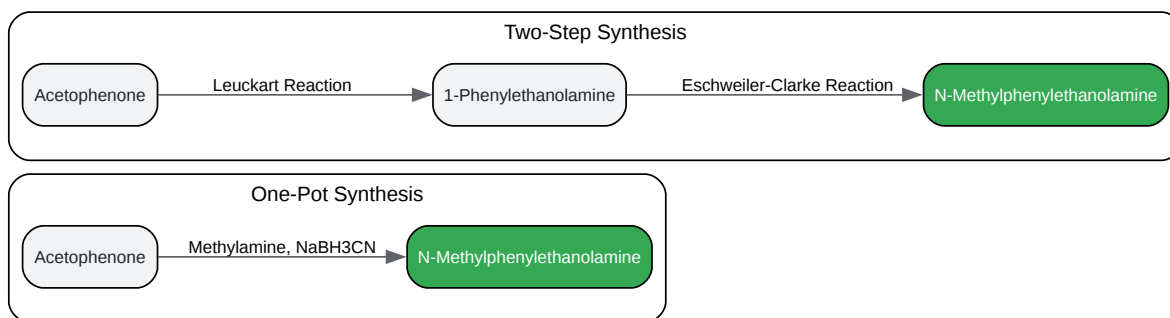 Two-Step Synthesis
Acetophenone
Leuckart Reaction
1-Phenylethanolamine
Eschweiler-Clarke Reaction
N-Methylphenylethanolamine
One-Pot Synthesis
Acetophenone
Methylamine, NaBH3CN
N-Methylphenylethanolamine